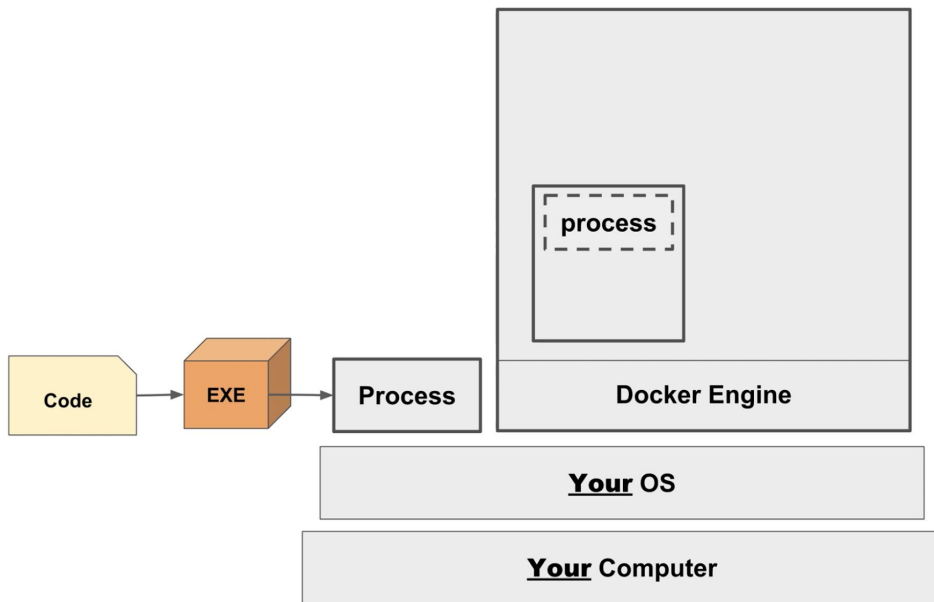 process
Code
EXE
Process
Docker Engine
Your OS
Your Computer